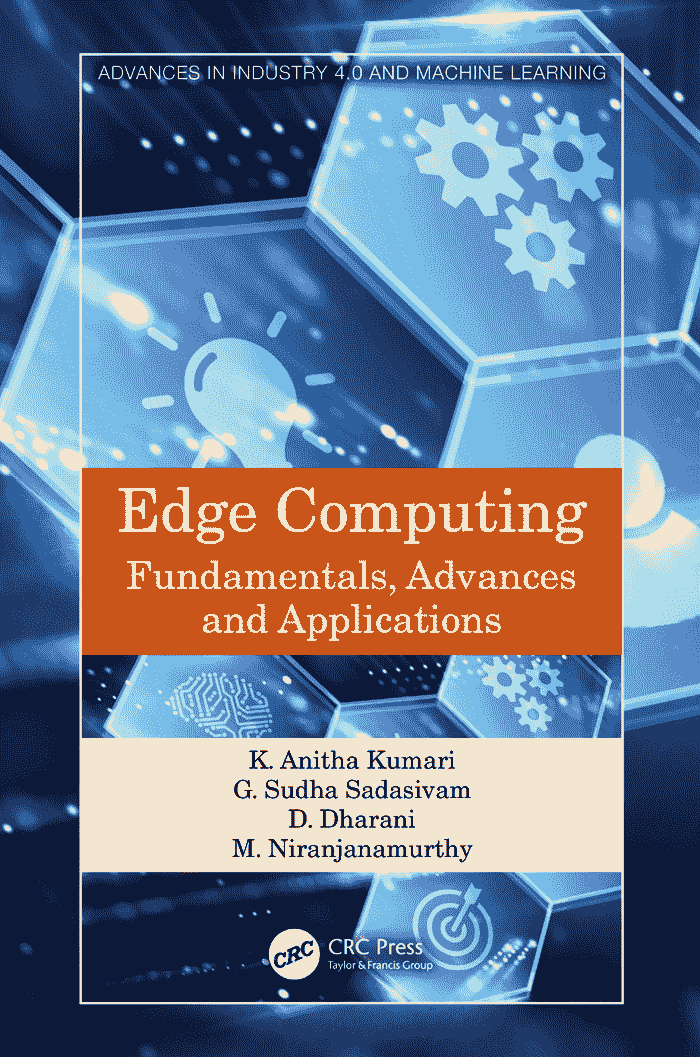 ADVANCES IN INDUSTRY 4.0 AND MACHINE LEARNING
Edge Computing
Fundamentals, Advances
and Applications
K. Anitha Kumari
G. Sudha Sadasivam
D. Dharani
M. Niranjanamurthy
CRC
CRC Press
Taylor & Francis Group